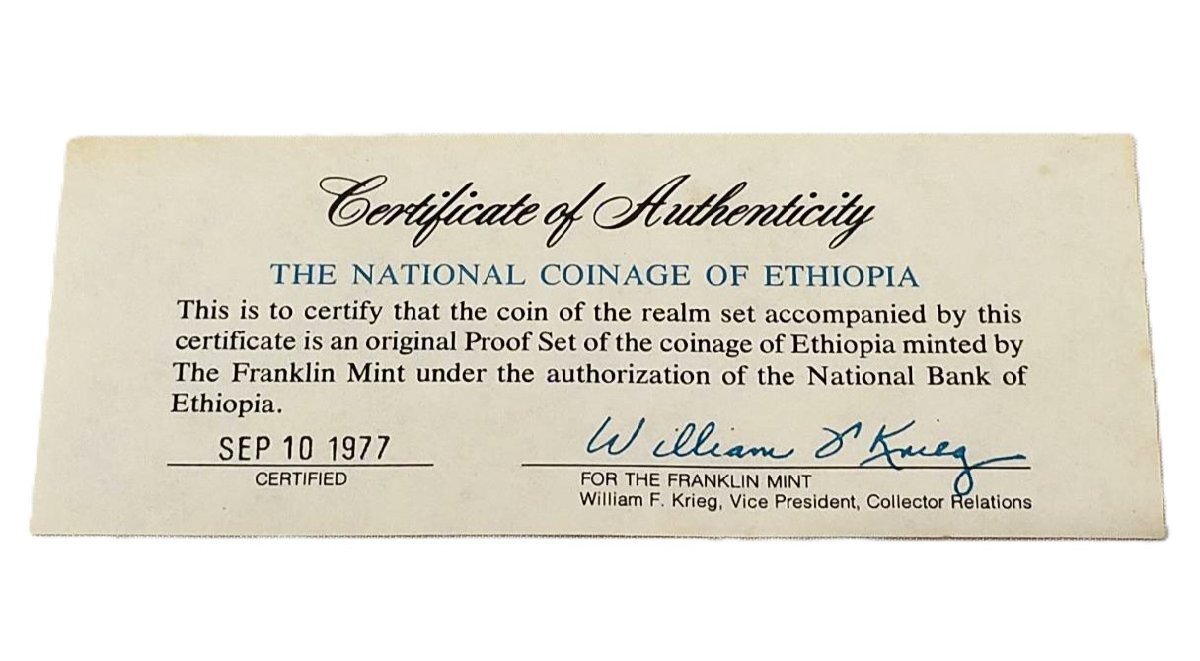 Certificate of Authenticity
THE NATIONAL COINAGE OF ETHIOPIA
This is to certify that the coin of the realm set accompanied by this
certificate is an original Proof Set of the coinage of Ethiopia minted by
The Franklin Mint under the authorization of the National Bank of
Ethiopia.
SEP 10 1977
CERTIFIED
William F Krieg
FOR THE FRANKLIN MINT
William F. Krieg, Vice President, Collector Relations